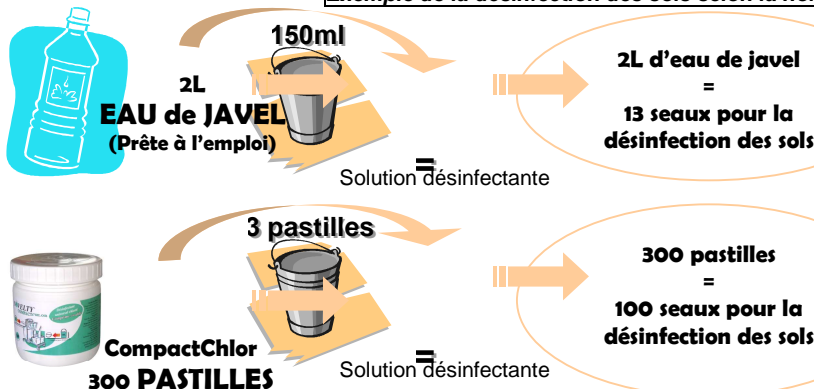 150ml
2L
EAU de JAVEL
(Prête à l'emploi)
=
Solution désinfectante
2L d'eau de javel
=
13 seaux pour la
désinfection des sols
3 pastilles
CompactChlor
300 PASTILLES
=
Solution désinfectante
300 pastilles
=
100 seaux pour la
désinfection des sols